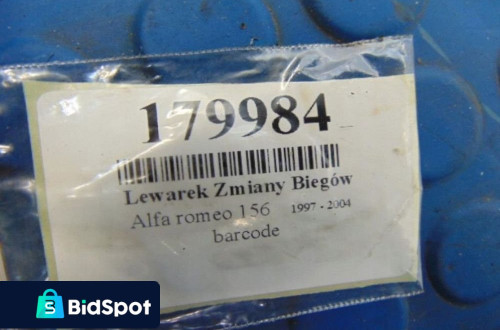 179984
Lewarek Zmiany Biegów
Alfa romeo 156 1997 - 2004
barcode
BidSpot